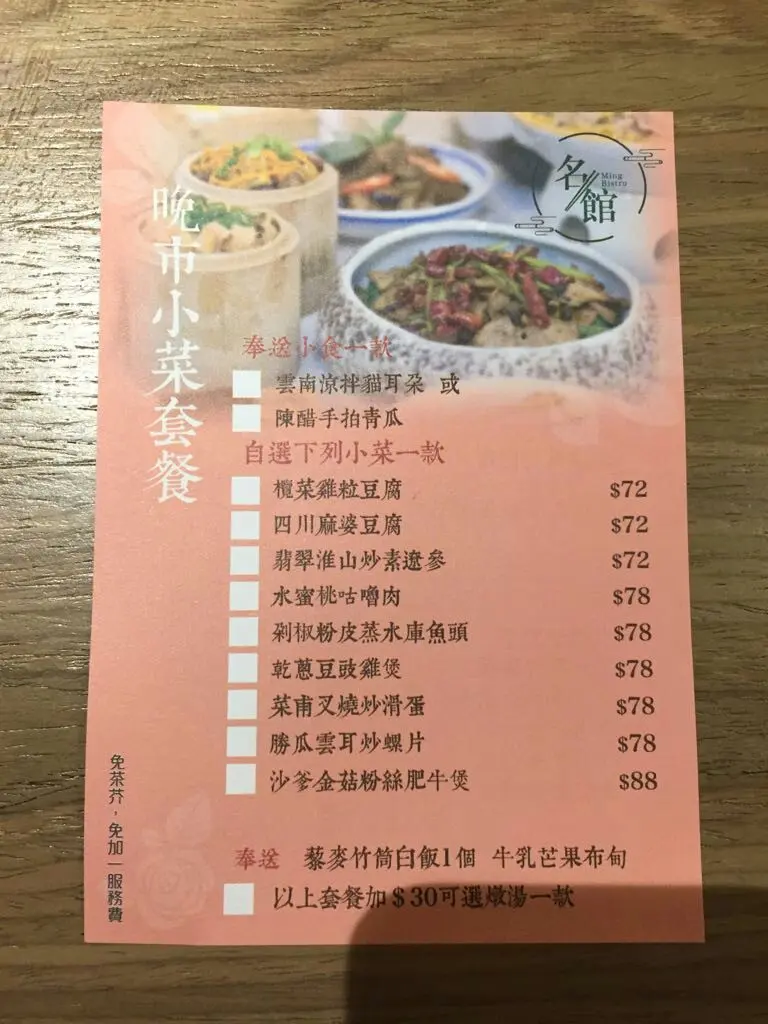 名館
Ming
Bistro
晚市小菜套餐
奉送小食一款
雲南涼拌貓耳朶 或
陳醋手拍青瓜
自選下列小菜一款
欖菜雞粒豆腐 $72
四川麻婆豆腐 $72
翡翠淮山炒素遼參 $72
水蜜桃咕嚕肉 $78
剁椒粉皮蒸水庫魚頭 $78
乾蔥豆豉雞煲 $78
菜甫叉燒炒滑蛋 $78
勝瓜雲耳炒螺片 $78
沙爹金菇粉絲肥牛煲 $88
奉送 藜麥竹筒白飯1個 牛乳芒果布甸
以上套餐加$30可選燉湯一款
免茶芥，免加一服務費